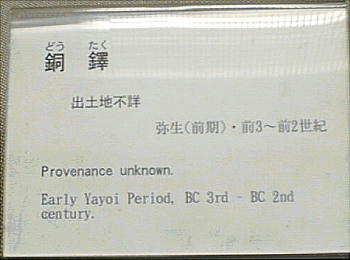 どう たく
銅 鐸
出土地不詳
弥生(前期)・前3～前2世紀
Provenance unknown.
Early Yayoi Period, BC 3rd - BC 2nd
century.